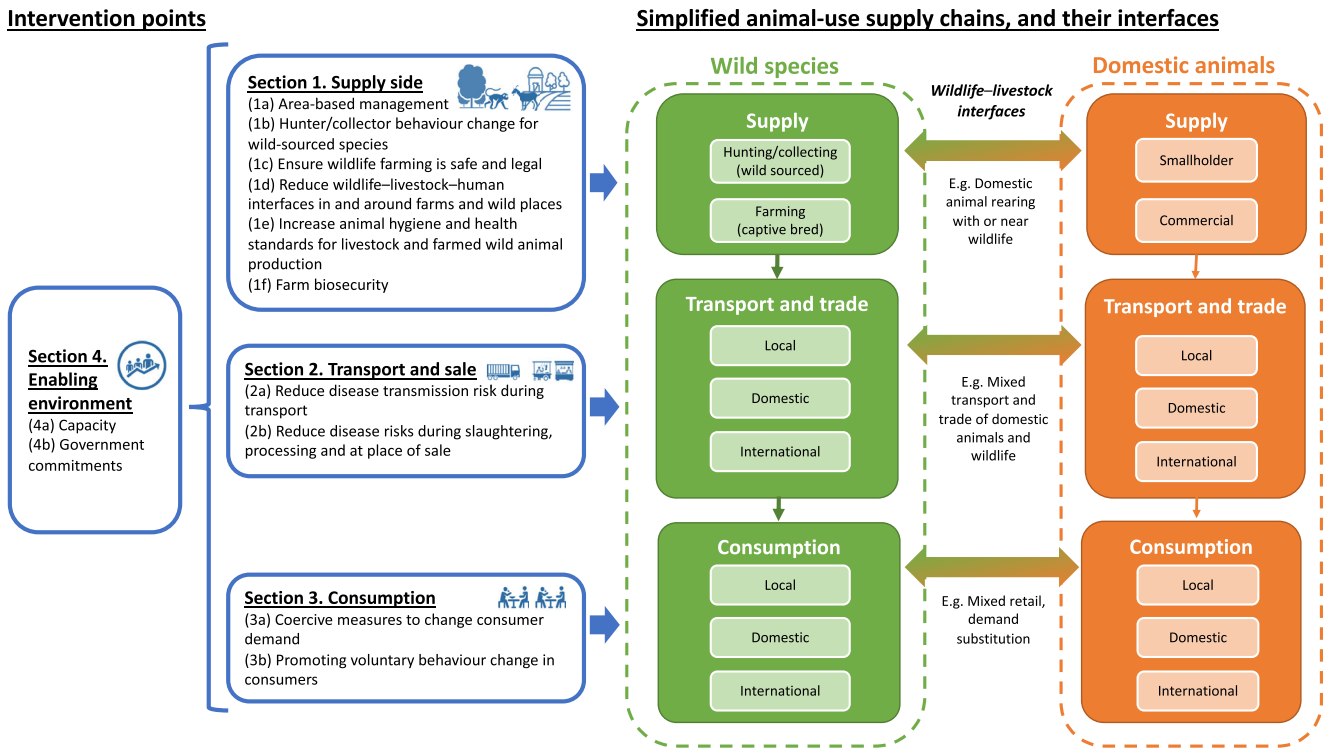 Intervention points
Simplified animal-use supply chains, and their interfaces
Section 4.
Enabling
environment
(4a) Capacity
(4b) Government
commitments
Section 1. Supply side
(1a) Area-based management
(1b) Hunter/collector behaviour change for
wild-sourced species
(1c) Ensure wildlife farming is safe and legal
(1d) Reduce wildlife–livestock–human
interfaces in and around farms and wild places
(1e) Increase animal hygiene and health
standards for livestock and farmed wild animal
production
(1f) Farm biosecurity
Section 2. Transport and sale
(2a) Reduce disease transmission risk during
transport
(2b) Reduce disease risks during slaughtering,
processing and at place of sale
Section 3. Consumption
(3a) Coercive measures to change consumer
demand
(3b) Promoting voluntary behaviour change in
consumers
Wild species
Supply
Hunting/collecting
(wild sourced)
Farming
(captive bred)
Transport and trade
Local
Domestic
International
Consumption
Local
Domestic
International
Wildlife–livestock
interfaces
E.g. Domestic
animal rearing
with or near
wildlife
E.g. Mixed
transport and
trade of domestic
animals and
wildlife
E.g. Mixed retail,
demand
substitution
Domestic animals
Supply
Smallholder
Commercial
Transport and trade
Local
Domestic
International
Consumption
Local
Domestic
International